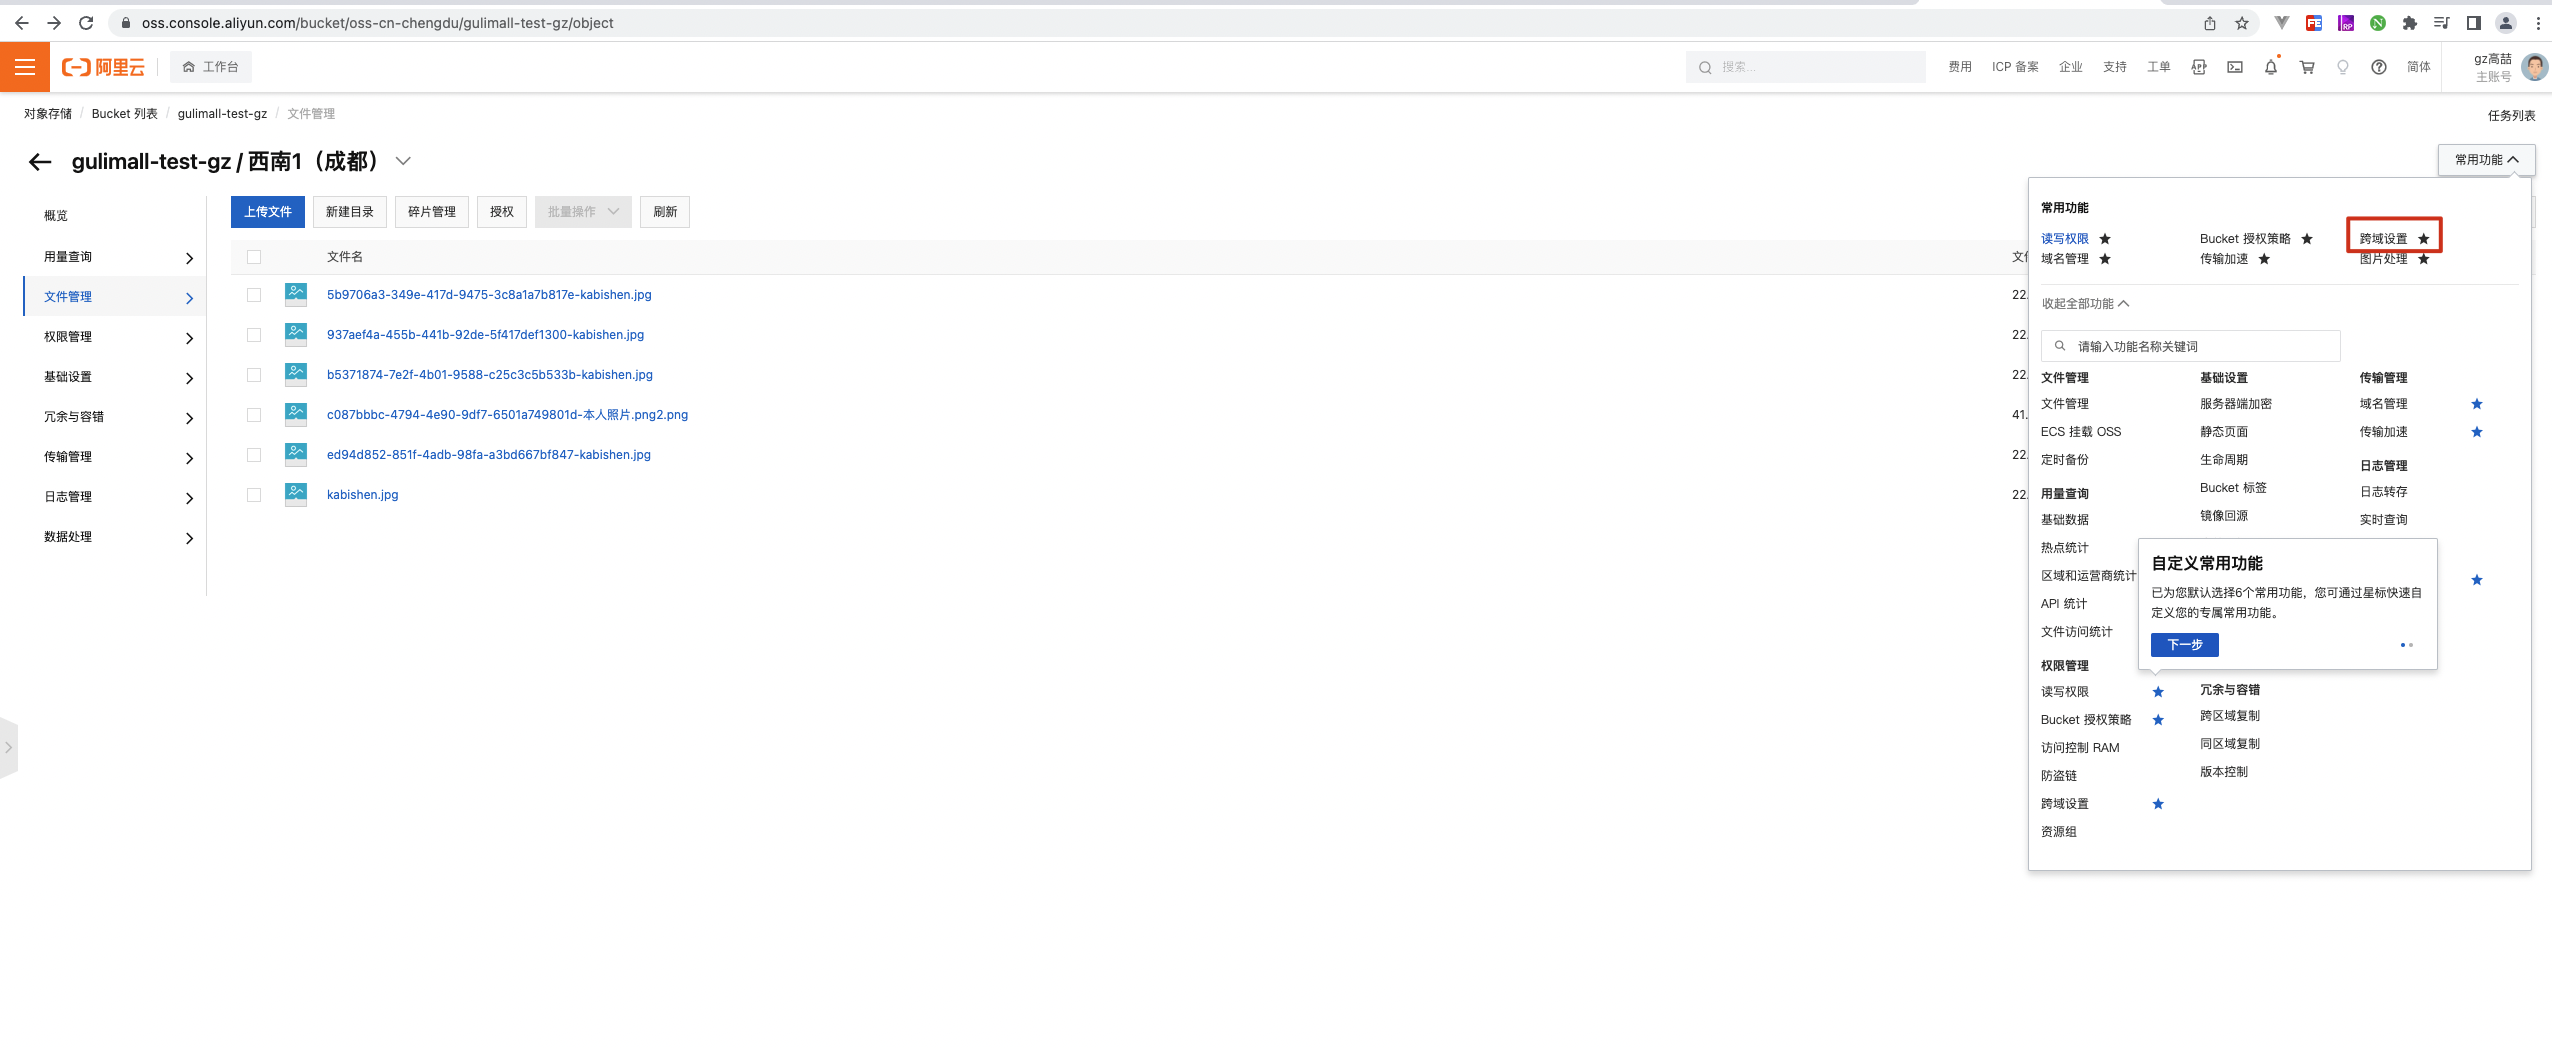 oss.console.aliyun.com/bucket/oss-cn-chengdu/gulimall-test-gz/object
阿里云
工作台
搜索...
费用
ICP 备案
企业
支持
工单
简体
gz高喆
主账号
对象存储 / Bucket 列表 / gulimall-test-gz / 文件管理
任务列表
gulimall-test-gz / 西南1（成都）
常用功能
概览
用量查询
文件管理
权限管理
基础设置
冗余与容错
传输管理
日志管理
数据处理
上传文件
新建目录
碎片管理
授权
批量操作
刷新
文件名
5b9706a3-349e-417d-9475-3c8a1a7b817e-kabishen.jpg
22.
937aef4a-455b-441b-92de-5f417def1300-kabishen.jpg
22.
b5371874-7e2f-4b01-9588-c25c3c5b533b-kabishen.jpg
22.
c087bbbc-4794-4e90-9df7-6501a749801d-本人照片.png2.png
41.
ed94d852-851f-4adb-98fa-a3bd667bf847-kabishen.jpg
22.
kabishen.jpg
22.
常用功能
读写权限
Bucket 授权策略
跨域设置
域名管理
传输加速
图片处理
收起全部功能
请输入功能名称关键词
文件管理
文件管理
ECS 挂载 OSS
定时备份
用量查询
基础数据
热点统计
区域和运营商统计
API 统计
文件访问统计
权限管理
读写权限
Bucket 授权策略
访问控制 RAM
防盗链
跨域设置
资源组
基础设置
服务器端加密
静态页面
生命周期
Bucket 标签
镜像回源
冗余与容错
跨区域复制
同区域复制
版本控制
传输管理
域名管理
传输加速
日志管理
日志转存
实时查询
自定义常用功能
已为您默认选择6个常用功能，您可通过星标快速自
定义您的专属常用功能。
下一步